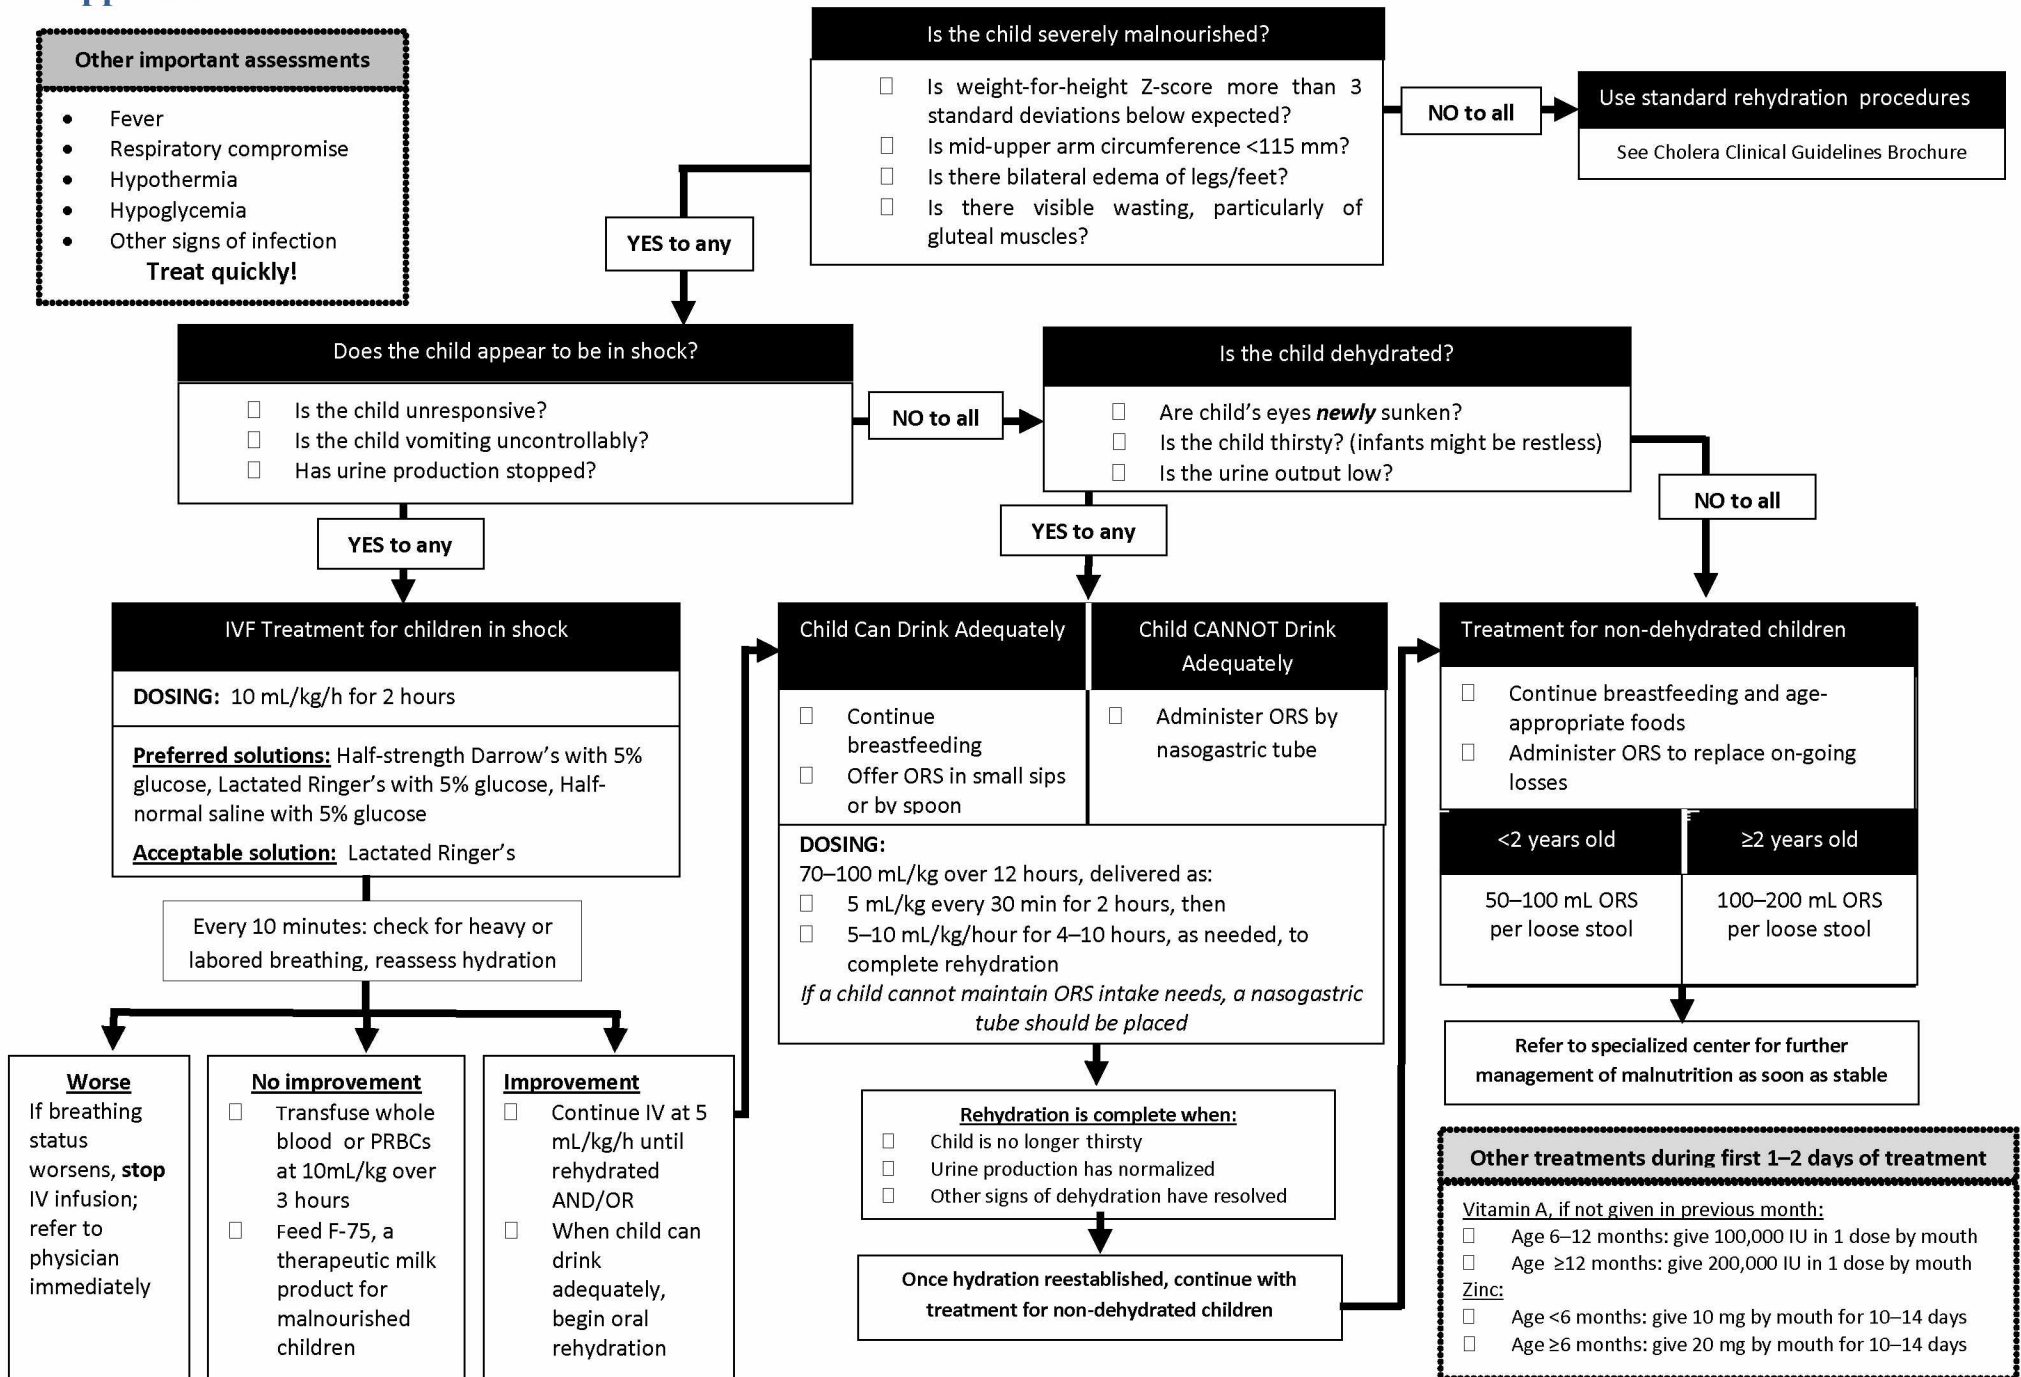 Other important assessments
• Fever
• Respiratory compromise
• Hypothermia
• Hypoglycemia
• Other signs of infection
Treat quickly!
Is the child severely malnourished?
☐ Is weight-for-height Z-score more than 3
standard deviations below expected?
☐ Is mid-upper arm circumference <115 mm?
☐ Is there bilateral edema of legs/feet?
☐ Is there visible wasting, particularly of
gluteal muscles?
NO to all
Use standard rehydration procedures
See Cholera Clinical Guidelines Brochure
YES to any
Does the child appear to be in shock?
☐ Is the child unresponsive?
☐ Is the child vomiting uncontrollably?
☐ Has urine production stopped?
NO to all
Is the child dehydrated?
☐ Are child's eyes newly sunken?
☐ Is the child thirsty? (infants might be restless)
☐ Is the urine output low?
NO to all
YES to any
YES to any
IVF Treatment for children in shock
DOSING: 10 mL/kg/h for 2 hours
Preferred solutions: Half-strength Darrow's with 5%
glucose, Lactated Ringer's with 5% glucose, Half-
normal saline with 5% glucose
Acceptable solution: Lactated Ringer's
Every 10 minutes: check for heavy or
labored breathing, reassess hydration
Worse
If breathing
status
worsens, stop
IV infusion;
refer to
physician
immediately
No improvement
☐ Transfuse whole
blood or PRBCs
at 10mL/kg over
3 hours
☐ Feed F-75, a
therapeutic milk
product for
malnourished
children
Improvement
☐ Continue IV at 5
mL/kg/h until
rehydrated
AND/OR
☐ When child can
drink
adequately,
begin oral
rehydration
Child Can Drink Adequately
☐ Continue
breastfeeding
☐ Offer ORS in small sips
or by spoon
Child CANNOT Drink
Adequately
☐ Administer ORS by
nasogastric tube
DOSING:
70–100 mL/kg over 12 hours, delivered as:
☐ 5 mL/kg every 30 min for 2 hours, then
☐ 5–10 mL/kg/hour for 4–10 hours, as needed, to
complete rehydration
If a child cannot maintain ORS intake needs, a nasogastric
tube should be placed
Rehydration is complete when:
☐ Child is no longer thirsty
☐ Urine production has normalized
☐ Other signs of dehydration have resolved
Once hydration reestablished, continue with
treatment for non-dehydrated children
Treatment for non-dehydrated children
☐ Continue breastfeeding and age-
appropriate foods
☐ Administer ORS to replace on-going
losses
<2 years old
50–100 mL ORS
per loose stool
≥2 years old
100–200 mL ORS
per loose stool
Refer to specialized center for further
management of malnutrition as soon as stable
Other treatments during first 1–2 days of treatment
Vitamin A, if not given in previous month:
☐ Age 6–12 months: give 100,000 IU in 1 dose by mouth
☐ Age ≥12 months: give 200,000 IU in 1 dose by mouth
Zinc:
☐ Age <6 months: give 10 mg by mouth for 10–14 days
☐ Age ≥6 months: give 20 mg by mouth for 10–14 days